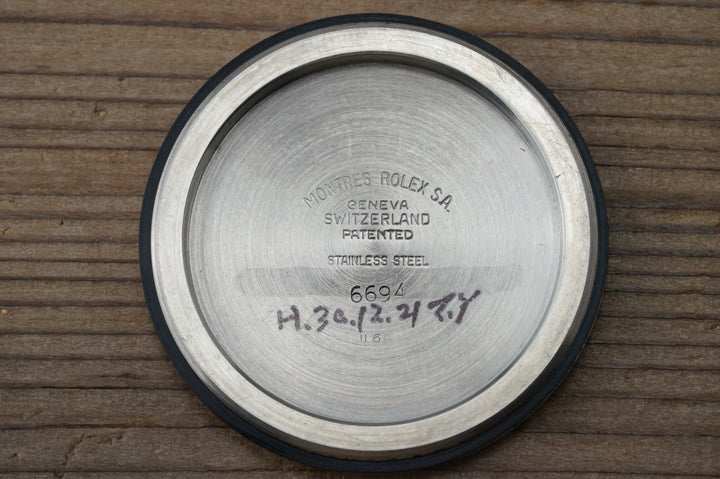 MONTRES ROLEX S.A.
GENEVA
SWITZERLAND
PATENTED
STAINLESS STEEL
6694
H.30.12.21 T.Y